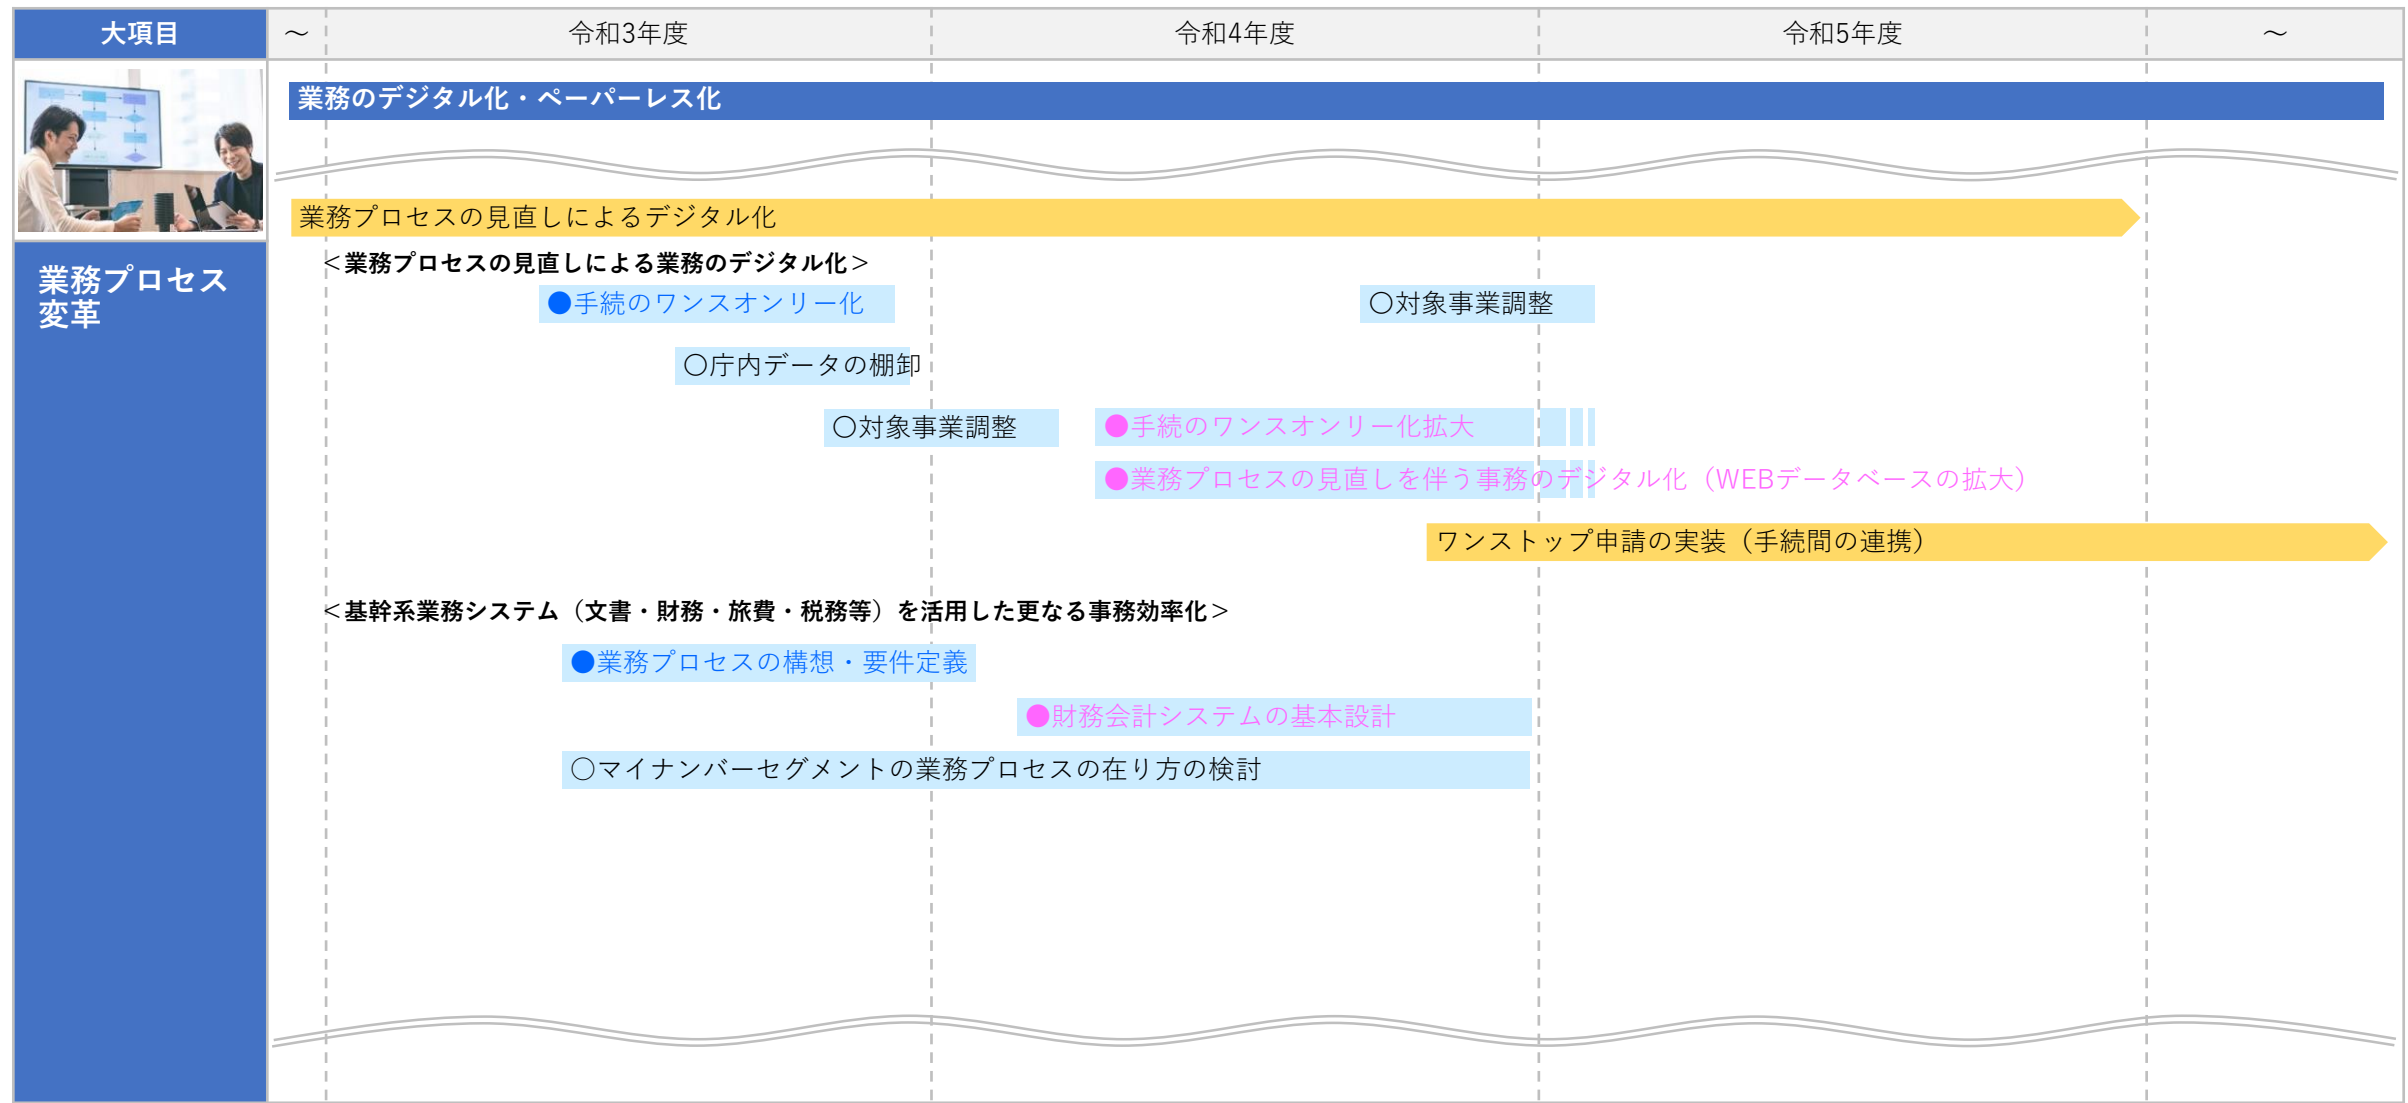 大項目
～
令和3年度
令和4年度
令和5年度
～
業務のデジタル化・ペーパーレス化
業務プロセスの見直しによるデジタル化
業務プロセス
変革
＜業務プロセスの見直しによる業務のデジタル化＞
●手続のワンスオンリー化
○対象事業調整
○庁内データの棚卸
○対象事業調整
●手続のワンスオンリー化拡大
●業務プロセスの見直しを伴う事務のデジタル化（WEBデータベースの拡大）
ワンストップ申請の実装（手続間の連携）
＜基幹系業務システム（文書・財務・旅費・税務等）を活用した更なる事務効率化＞
●業務プロセスの構想・要件定義
●財務会計システムの基本設計
○マイナンバーセグメントの業務プロセスの在り方の検討